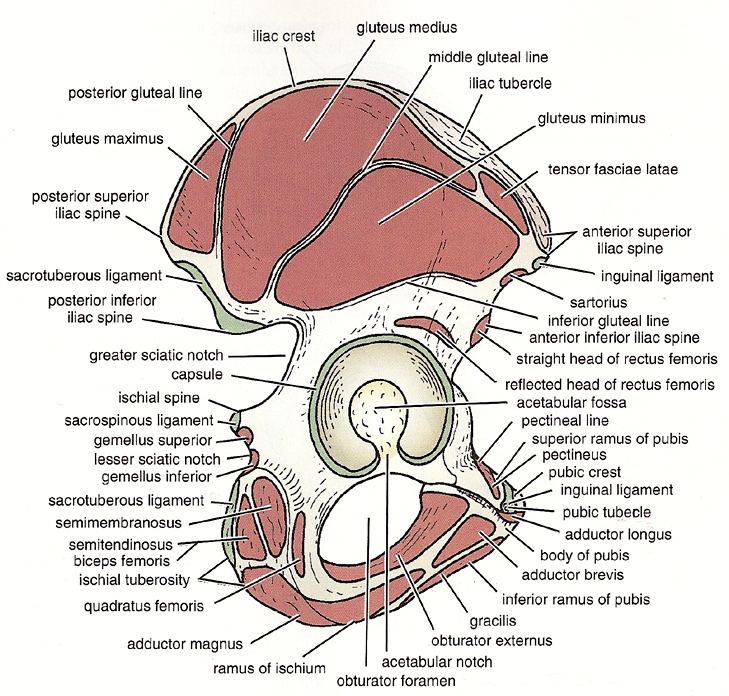 gluteus medius
iliac crest
middle gluteal line
iliac tubercle
posterior gluteal line
gluteus minimus
gluteus maximus
tensor fasciae latae
posterior superior
iliac spine
anterior superior
iliac spine
sacrotuberous ligament
inguinal ligament
posterior inferior
iliac spine
sartorius
inferior gluteal line
anterior inferior iliac spine
greater sciatic notch
straight head of rectus femoris
capsule
reflected head of rectus femoris
ischial spine
acetabular fossa
sacrospinous ligament
pectineal line
gemellus superior
superior ramus of pubis
lesser sciatic notch
pectineus
gemellus inferior
pubic crest
sacrotuberous ligament
inguinal ligament
semimembranosus
pubic tubecle
semitendinosus
adductor longus
biceps femoris
body of pubis
ischial tuberosity
adductor brevis
quadratus femoris
inferior ramus of pubis
gracilis
adductor magnus
obturator externus
ramus of ischium
acetabular notch
obturator foramen